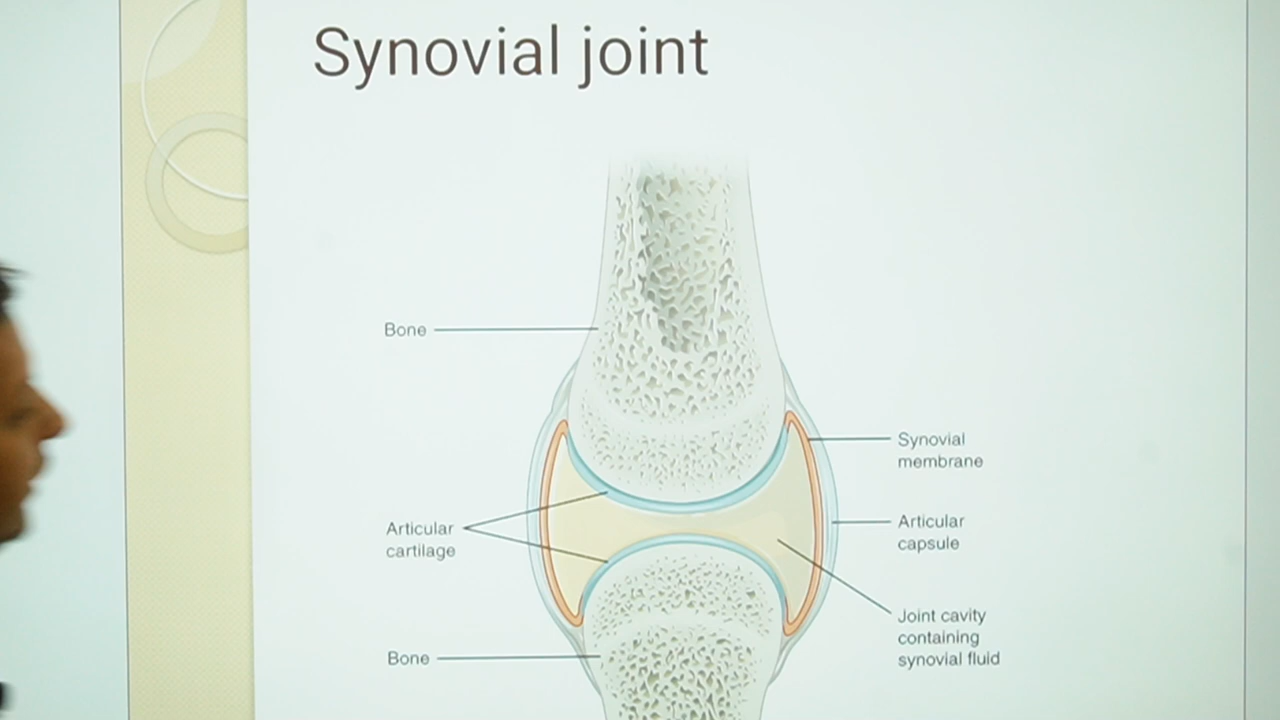 Synovial joint
Bone
Synovial
membrane
Articular
capsule
Articular
cartilage
Joint cavity
containing
synovial fluid
Bone